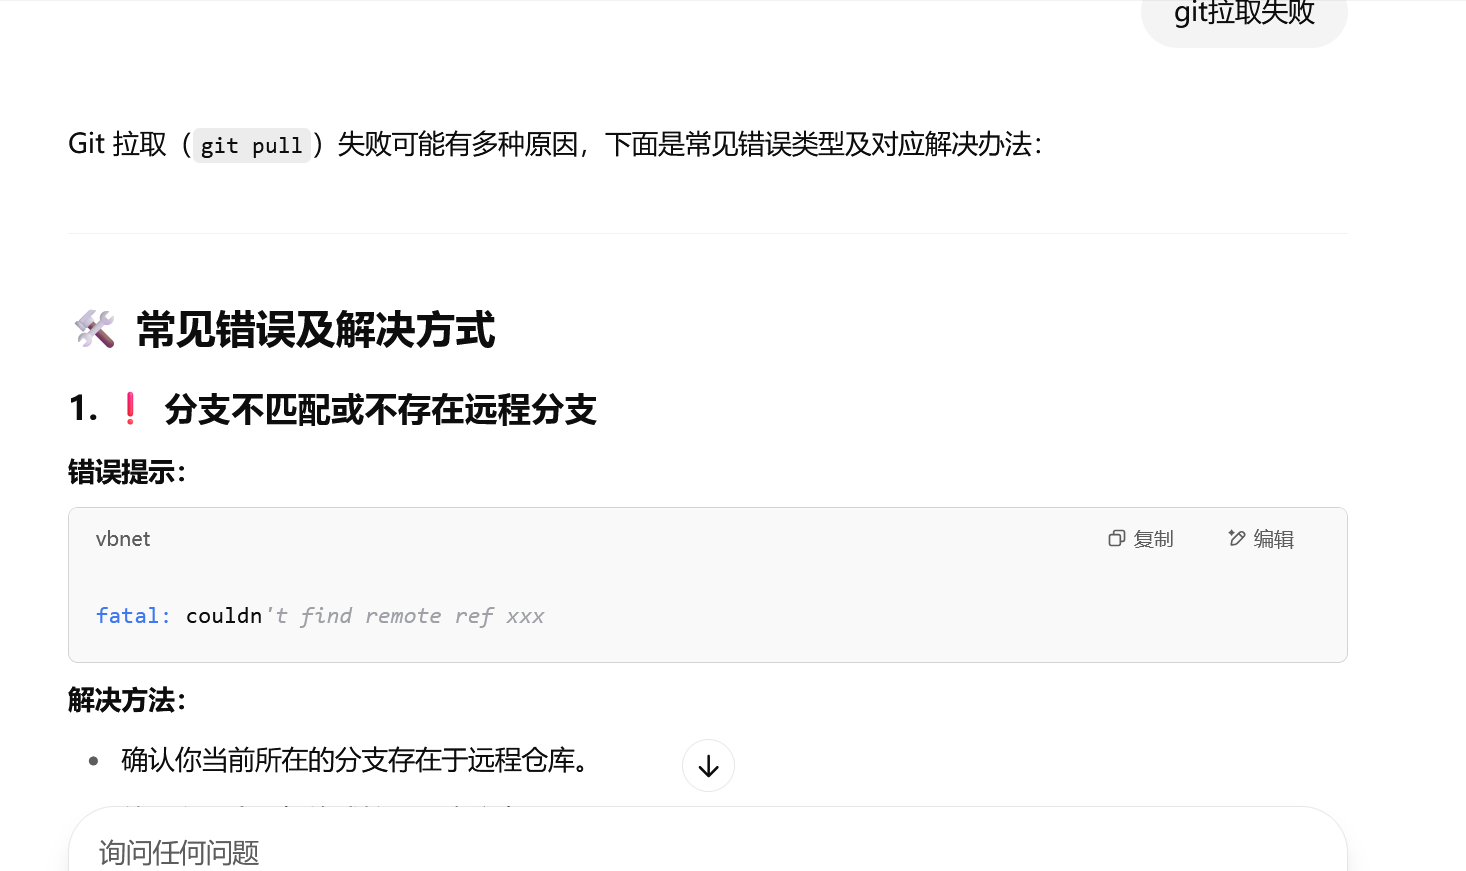 git拉取失败
Git 拉取（git pull）失败可能有多种原因，下面是常见错误类型及对应解决办法：
🛠️ 常见错误及解决方式
1. ❗ 分支不匹配或不存在远程分支
错误提示：
vbnet 复制 编辑
fatal: couldn't find remote ref xxx
解决方法：
• 确认你当前所在的分支存在于远程仓库。
询问任何问题